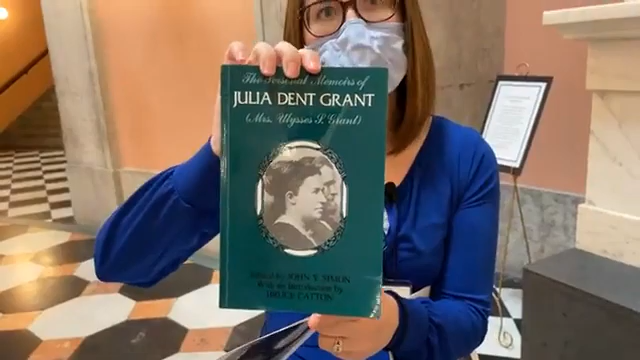 The Personal Memoirs of
JULIA DENT GRANT
(Mrs. Ulysses S. Grant)
Edited by JOHN Y. SIMON
With an Introduction by
BRUCE CATTON